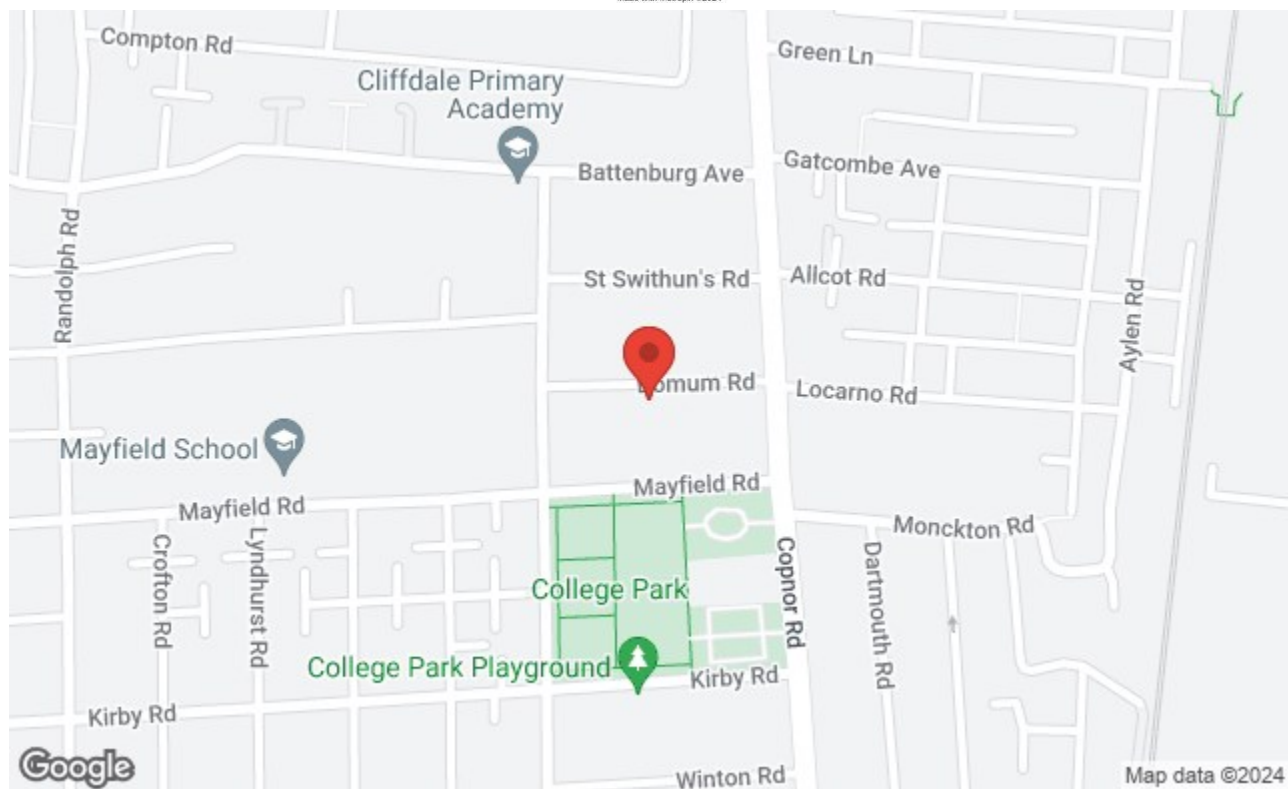 Compton Rd
Green Ln
Cliffdale Primary
Academy
Battenburg Ave
Gatcombe Ave
Randolph Rd
St Swithun's Rd
Allcot Rd
Aylen Rd
Domum Rd
Locarno Rd
Mayfield School
Mayfield Rd
Mayfield Rd
Monckton Rd
Crofton Rd
Lyndhurst Rd
Copnor Rd
Dartmouth Rd
College Park
College Park Playground
Kirby Rd
Kirby Rd
Winton Rd
Google
Map data ©2024